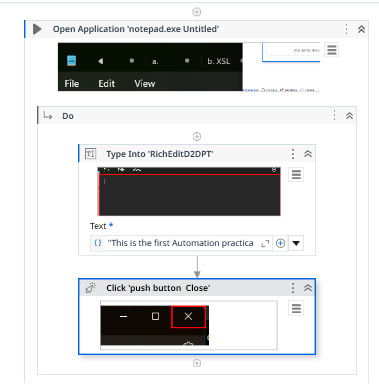 Open Application 'notepad.exe Untitled'
a.
b. XSL
File Edit View
Do
Type Into 'RichEditD2DPT'
Text *
"This is the first Automation practica
Click 'push button Close'